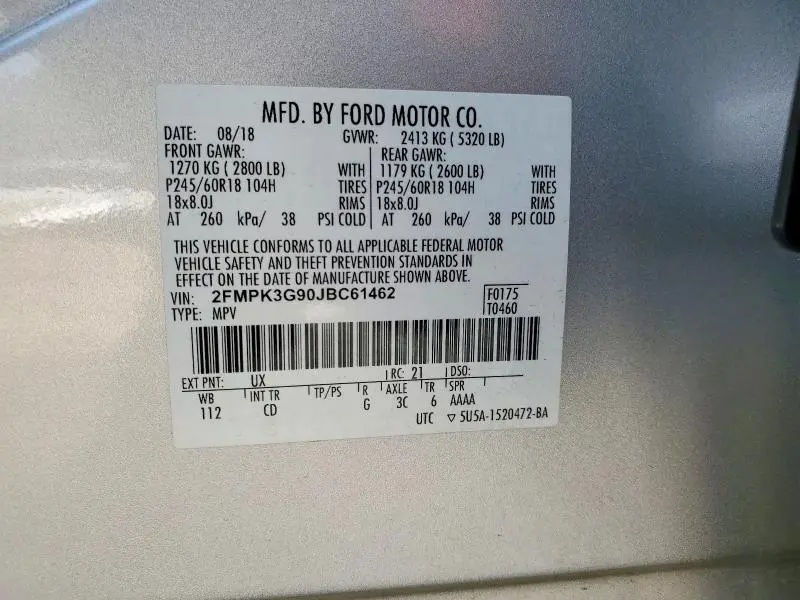 MFD. BY FORD MOTOR CO.
DATE: 08/18 GVWR: 2413 KG ( 5320 LB)
FRONT GAWR: REAR GAWR:
1270 KG ( 2800 LB) WITH 1179 KG ( 2600 LB) WITH
P245/60R18 104H TIRES P245/60R18 104H TIRES
18x8.0J RIMS 18x8.0J RIMS
AT 260 kPa/ 38 PSI COLD AT 260 kPa/ 38 PSI COLD
THIS VEHICLE CONFORMS TO ALL APPLICABLE FEDERAL MOTOR
VEHICLE SAFETY AND THEFT PREVENTION STANDARDS IN
EFFECT ON THE DATE OF MANUFACTURE SHOWN ABOVE.
VIN: 2FMPK3G90JBC61462 F0175
TYPE: MPV T0460
EXT PNT: UX RC: 21 DSO:
WB INT TR TP/PS R AXLE TR SPR
112 CD G 3C 6 AAAA
UTC ▽ 5U5A-1520472-BA